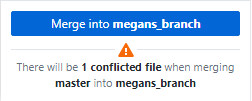 Merge into megans_branch
There will be 1 conflicted file when merging
master into megans_branch